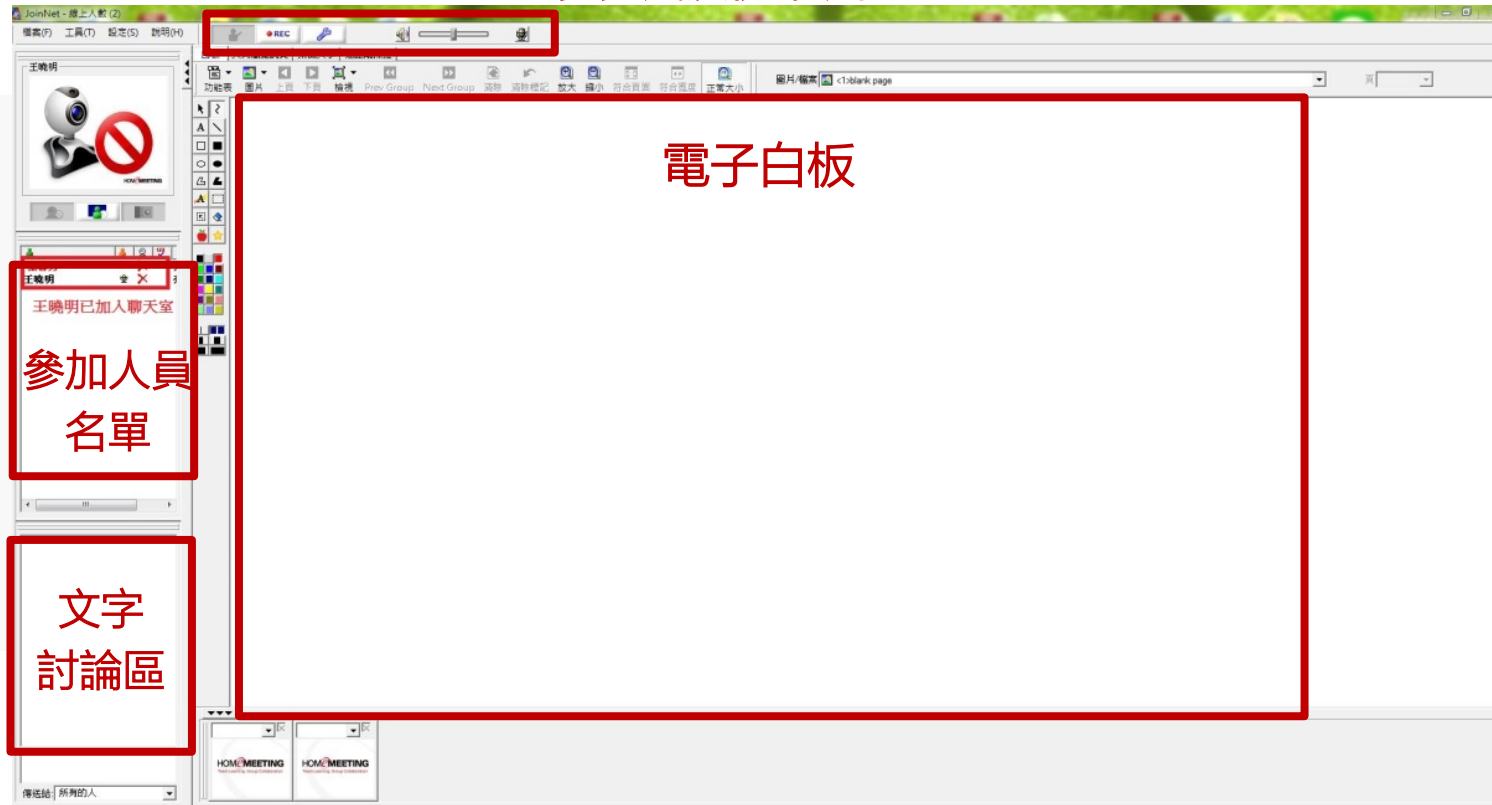 JoinNet - 線上人數 (2)
檔案(F) 工具(T) 設定(S) 說明(H)
REC
王曉明
功能表 圖片 上頁 下頁 檢視 Prev Group Next Group 清除 清除標記 放大 縮小 符合頁面 符合寬度 正常大小
圖片/檔案 <1>blank page
頁
HOMEMEETING
電子白板
王曉明
王曉明已加入聊天室
參加人員
名單
文字
討論區
HOMEMEETING
HOMEMEETING
傳送給: 所有的人